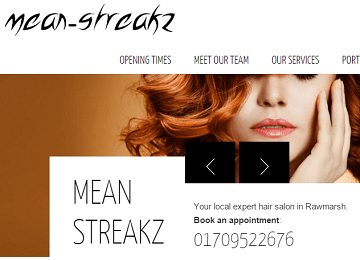 mean-streakz
OPENING TIMES MEET OUR TEAM OUR SERVICES PORT
MEAN
STREAKZ
Your local expert hair salon in Rawmarsh.
Book an appointment:
01709522676